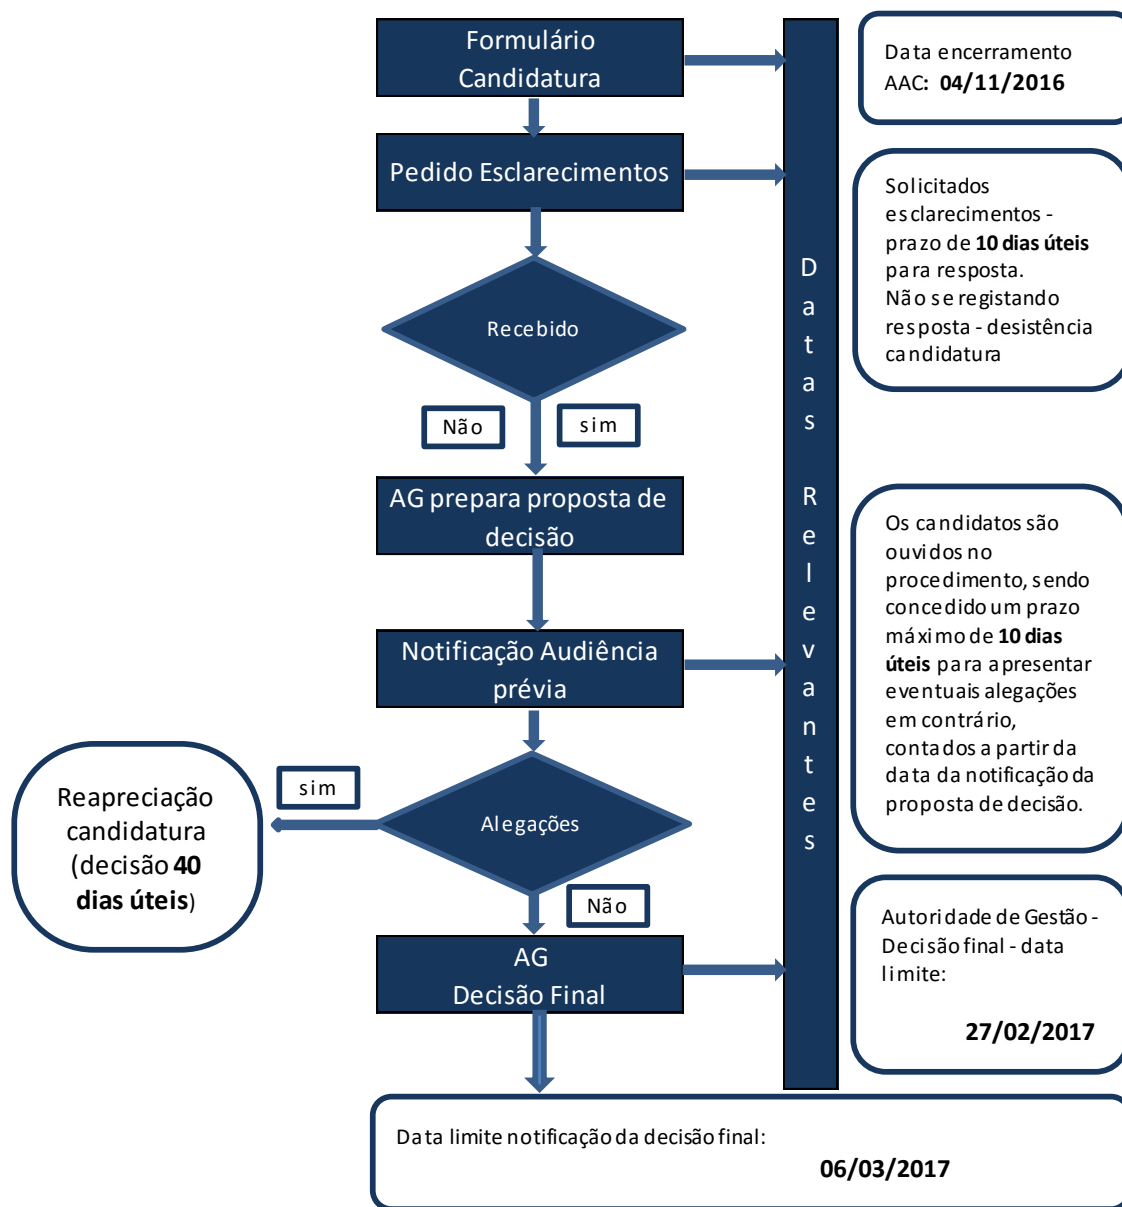 Formulário
Candidatura
Data encerramento
AAC: 04/11/2016
Pedido Esclarecimentos
Solicitados
esclarecimentos -
prazo de 10 dias úteis
para resposta.
Não se registando
resposta - desistência
candidatura
Recebido
Não
sim
AG prepara proposta de
decisão
Datas Relevantes
Os candidatos são
ouvidos no
procedimento, sendo
concedido um prazo
máximo de 10 dias
úteis para apresentar
eventuais alegações
em contrário,
contados a partir da
data da notificação da
proposta de decisão.
Notificação Audiência
prévia
sim
Alegações
Reapreciação
candidatura
(decisão 40
dias úteis)
Não
AG
Decisão Final
Autoridade de Gestão -
Decisão final - data
limite:
27/02/2017
Data limite notificação da decisão final:
06/03/2017